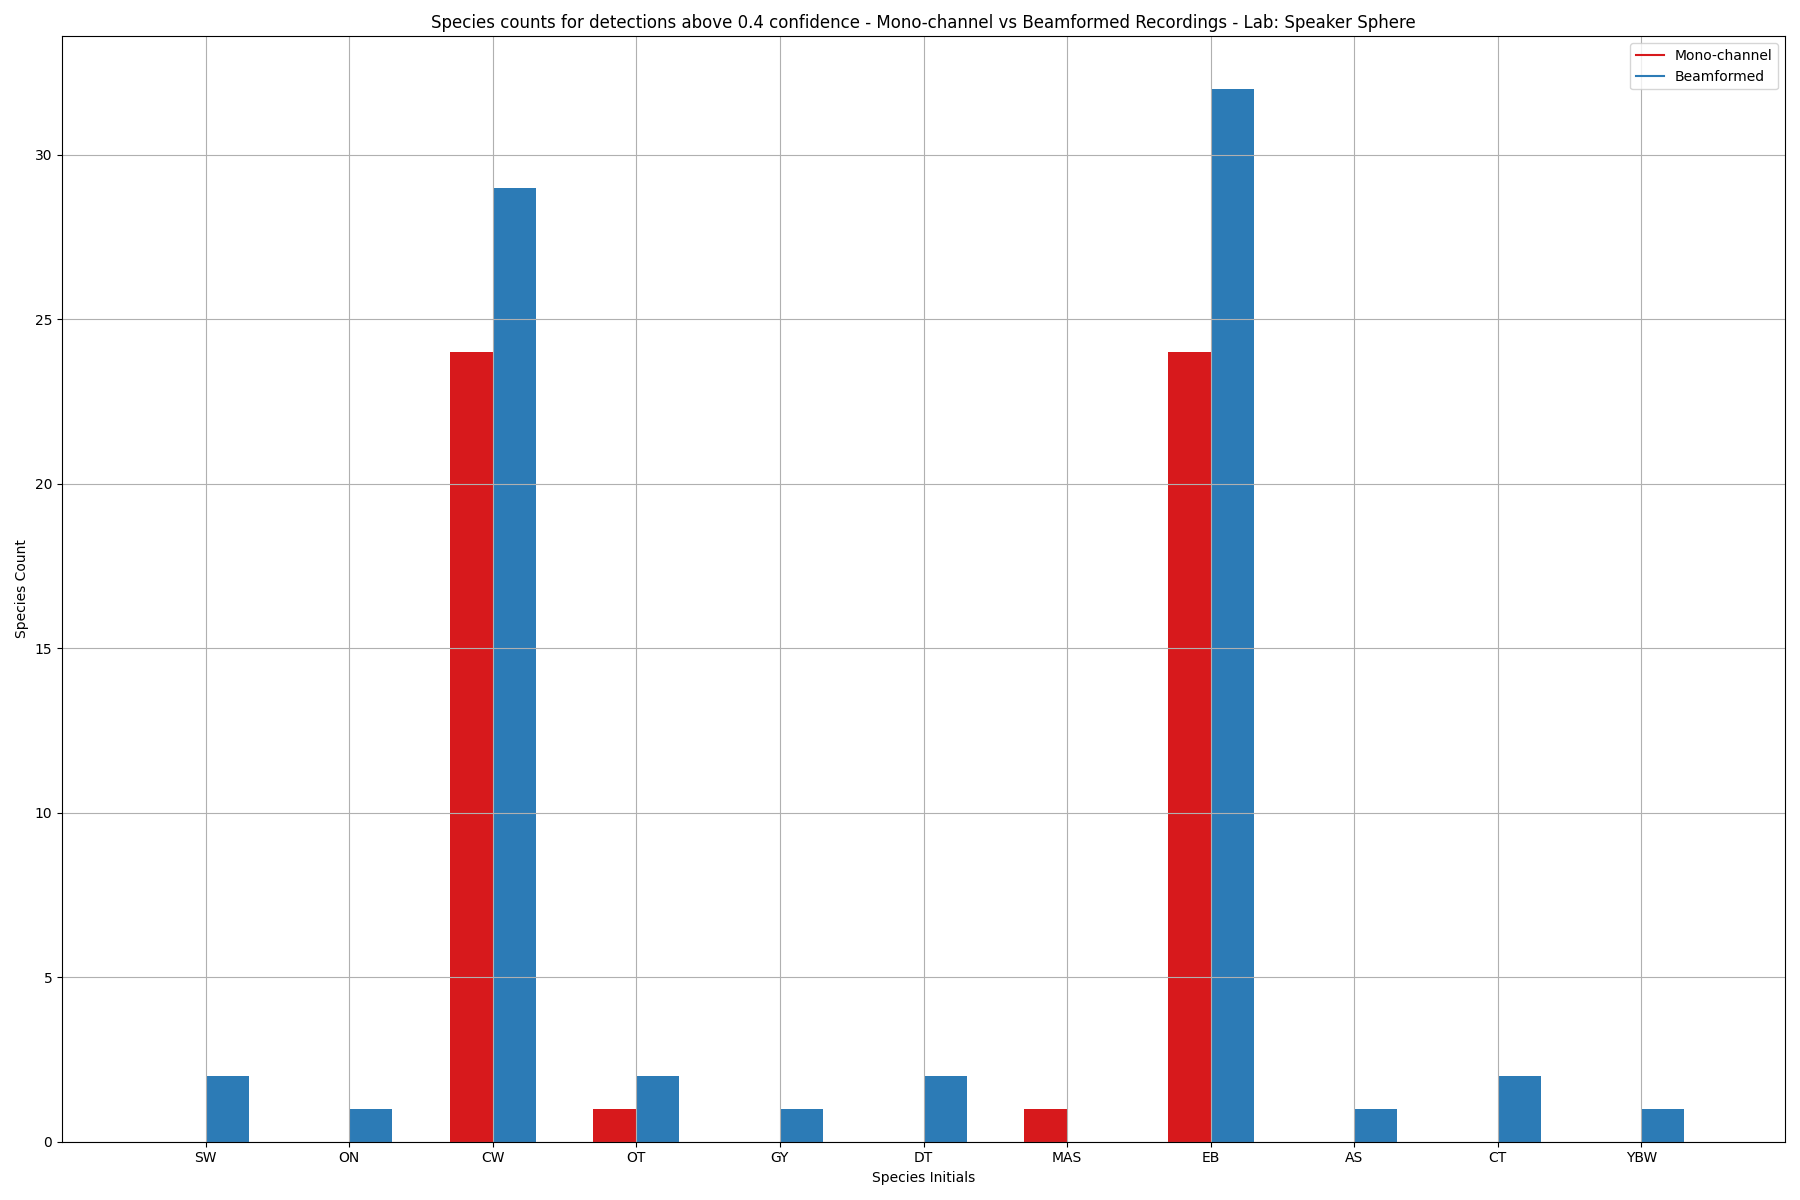 Species counts for detections above 0.4 confidence - Mono-channel vs Beamformed Recordings - Lab: Speaker Sphere
Mono-channel
Beamformed
30
25
20
15
10
5
0
Species Count
SW ON CW OT GY DT MAS EB AS CT YBW
Species Initials